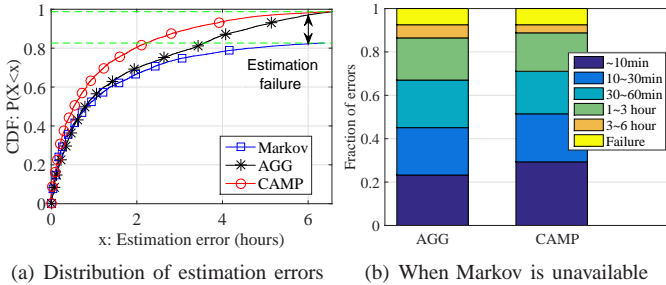 1
0.8
0.6
0.4
0.2
0
CDF: P(X<x)
Estimation
failure
Markov
AGG
CAMP
0 2 4 6
x: Estimation error (hours)
(a) Distribution of estimation errors
1
0.8
0.6
0.4
0.2
0
Fraction of errors
~10min
10~30min
30~60min
1~3 hour
3~6 hour
Failure
AGG CAMP
(b) When Markov is unavailable